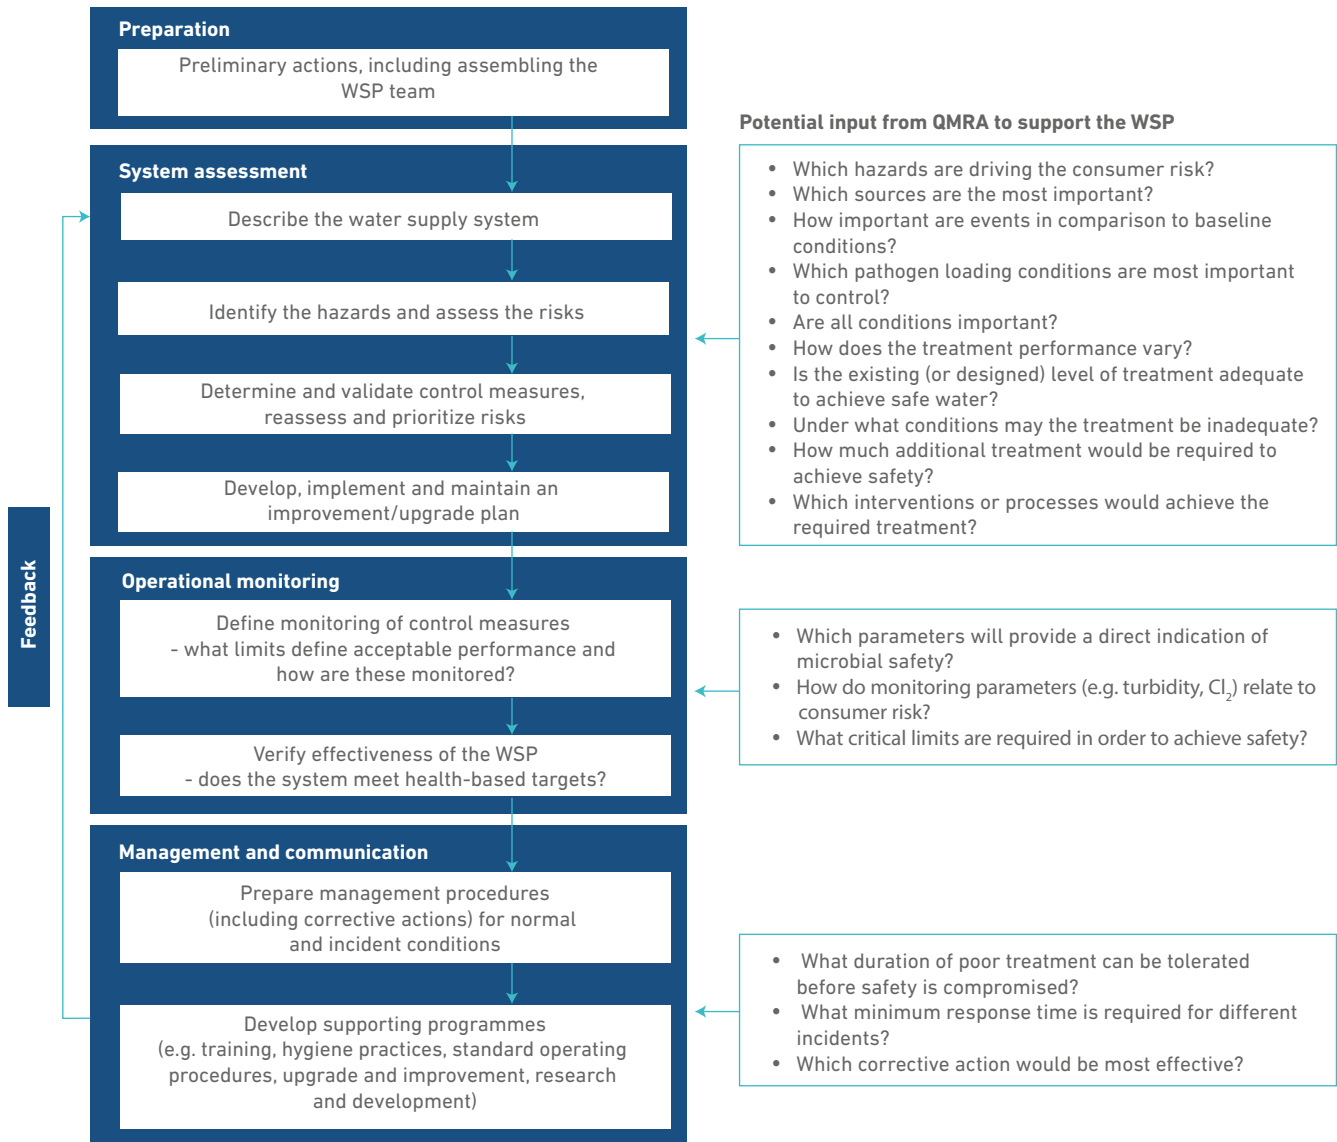 Preparation
Preliminary actions, including assembling the
WSP team
System assessment
Describe the water supply system
Identify the hazards and assess the risks
Determine and validate control measures,
reassess and prioritize risks
Develop, implement and maintain an
improvement/upgrade plan
Operational monitoring
Define monitoring of control measures
- what limits define acceptable performance and
how are these monitored?
Verify effectiveness of the WSP
- does the system meet health-based targets?
Management and communication
Prepare management procedures
(including corrective actions) for normal
and incident conditions
Develop supporting programmes
(e.g. training, hygiene practices, standard operating
procedures, upgrade and improvement, research
and development)
Feedback
Potential input from QMRA to support the WSP
• Which hazards are driving the consumer risk?
• Which sources are the most important?
• How important are events in comparison to baseline
conditions?
• Which pathogen loading conditions are most important
to control?
• Are all conditions important?
• How does the treatment performance vary?
• Is the existing (or designed) level of treatment adequate
to achieve safe water?
• Under what conditions may the treatment be inadequate?
• How much additional treatment would be required to
achieve safety?
• Which interventions or processes would achieve the
required treatment?
• Which parameters will provide a direct indication of
microbial safety?
• How do monitoring parameters (e.g. turbidity, Cl₂) relate to
consumer risk?
• What critical limits are required in order to achieve safety?
• What duration of poor treatment can be tolerated
before safety is compromised?
• What minimum response time is required for different
incidents?
• Which corrective action would be most effective?